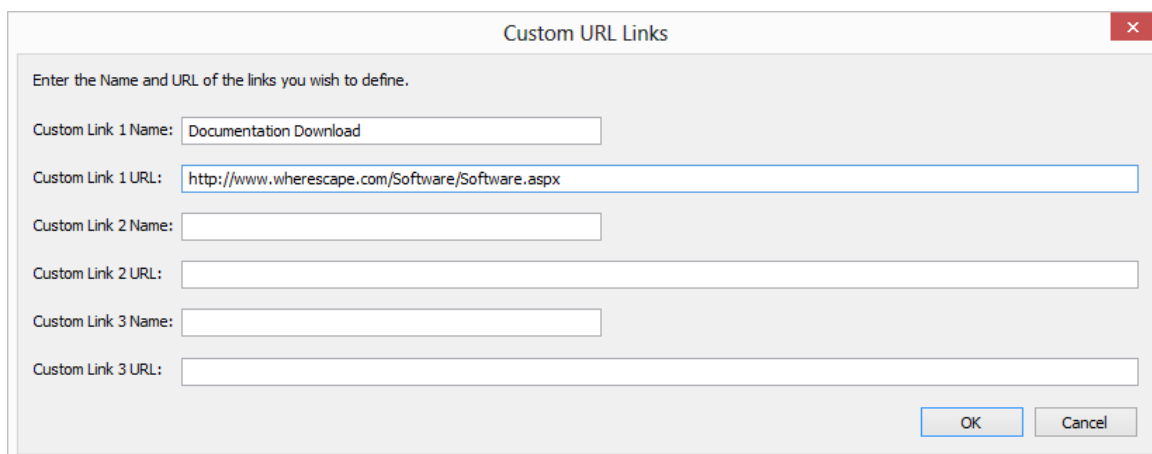 Custom URL Links
Enter the Name and URL of the links you wish to define.
Custom Link 1 Name: Documentation Download
Custom Link 1 URL: http://www.wherescape.com/Software/Software.aspx
Custom Link 2 Name:
Custom Link 2 URL:
Custom Link 3 Name:
Custom Link 3 URL:
OK Cancel